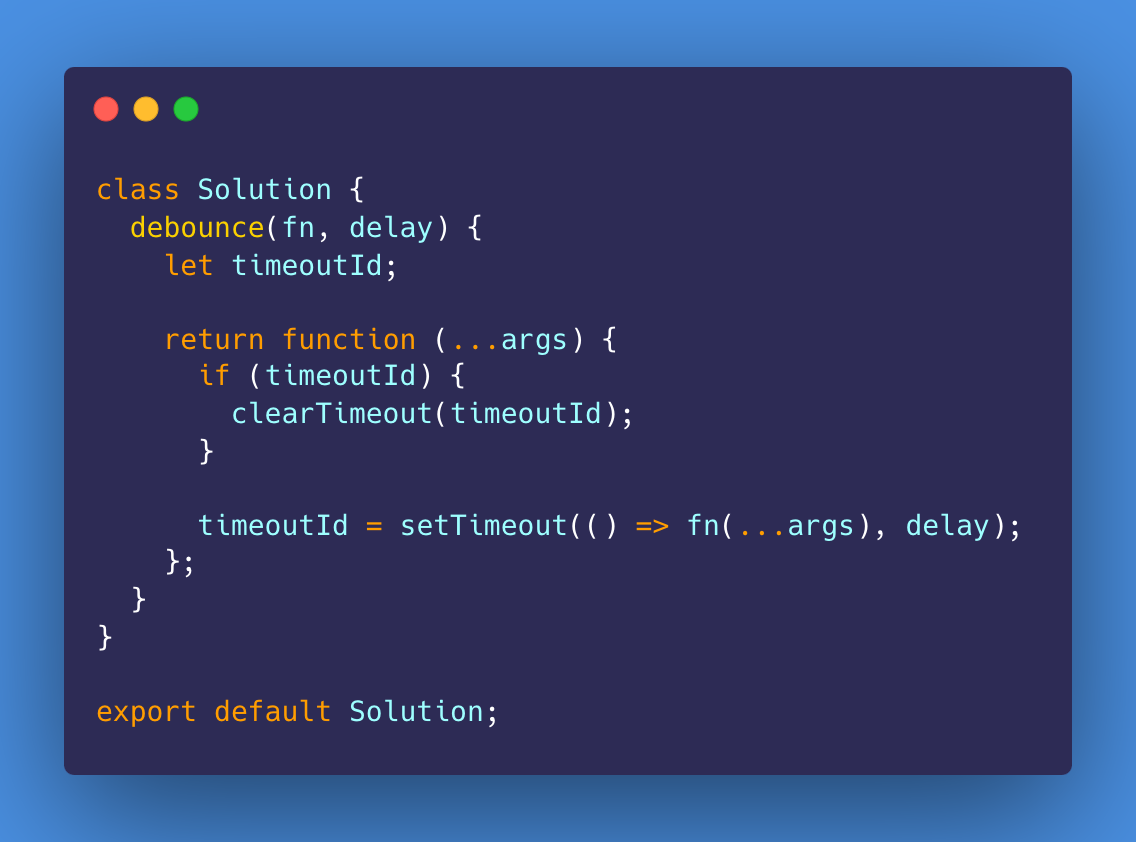 class Solution {
  debounce(fn, delay) {
    let timeoutId;

    return function (...args) {
      if (timeoutId) {
        clearTimeout(timeoutId);
      }

      timeoutId = setTimeout(() => fn(...args), delay);
    };
  }
}

export default Solution;